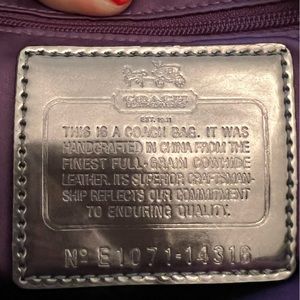 COACH
EST. 1941
THIS IS A COACH BAG. IT WAS
HANDCRAFTED IN CHINA FROM THE
FINEST FULL-GRAIN COWHIDE
LEATHER. ITS SUPERIOR CRAFTSMAN-
SHIP REFLECTS OUR COMMITMENT
TO ENDURING QUALITY.
Nº E1071-14316